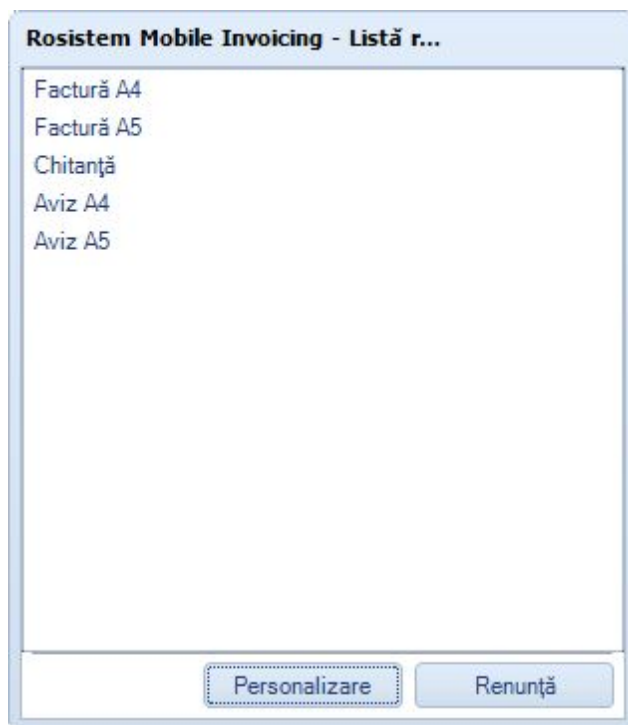 Rosistem Mobile Invoicing - Listă r...
Factură A4
Factură A5
Chitanţă
Aviz A4
Aviz A5
Personalizare Renunţă